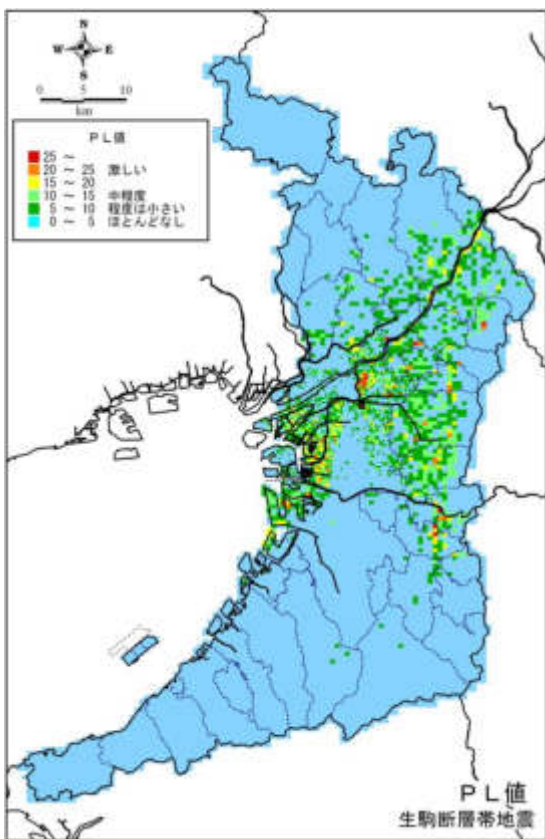 N
W E
S
0 5 10
km
PL値
25 ～
20 ～ 25 激しい
15 ～ 20
10 ～ 15 中程度
5 ～ 10 程度は小さい
0 ～ 5 ほとんどなし
PL値
生駒断層帯地震